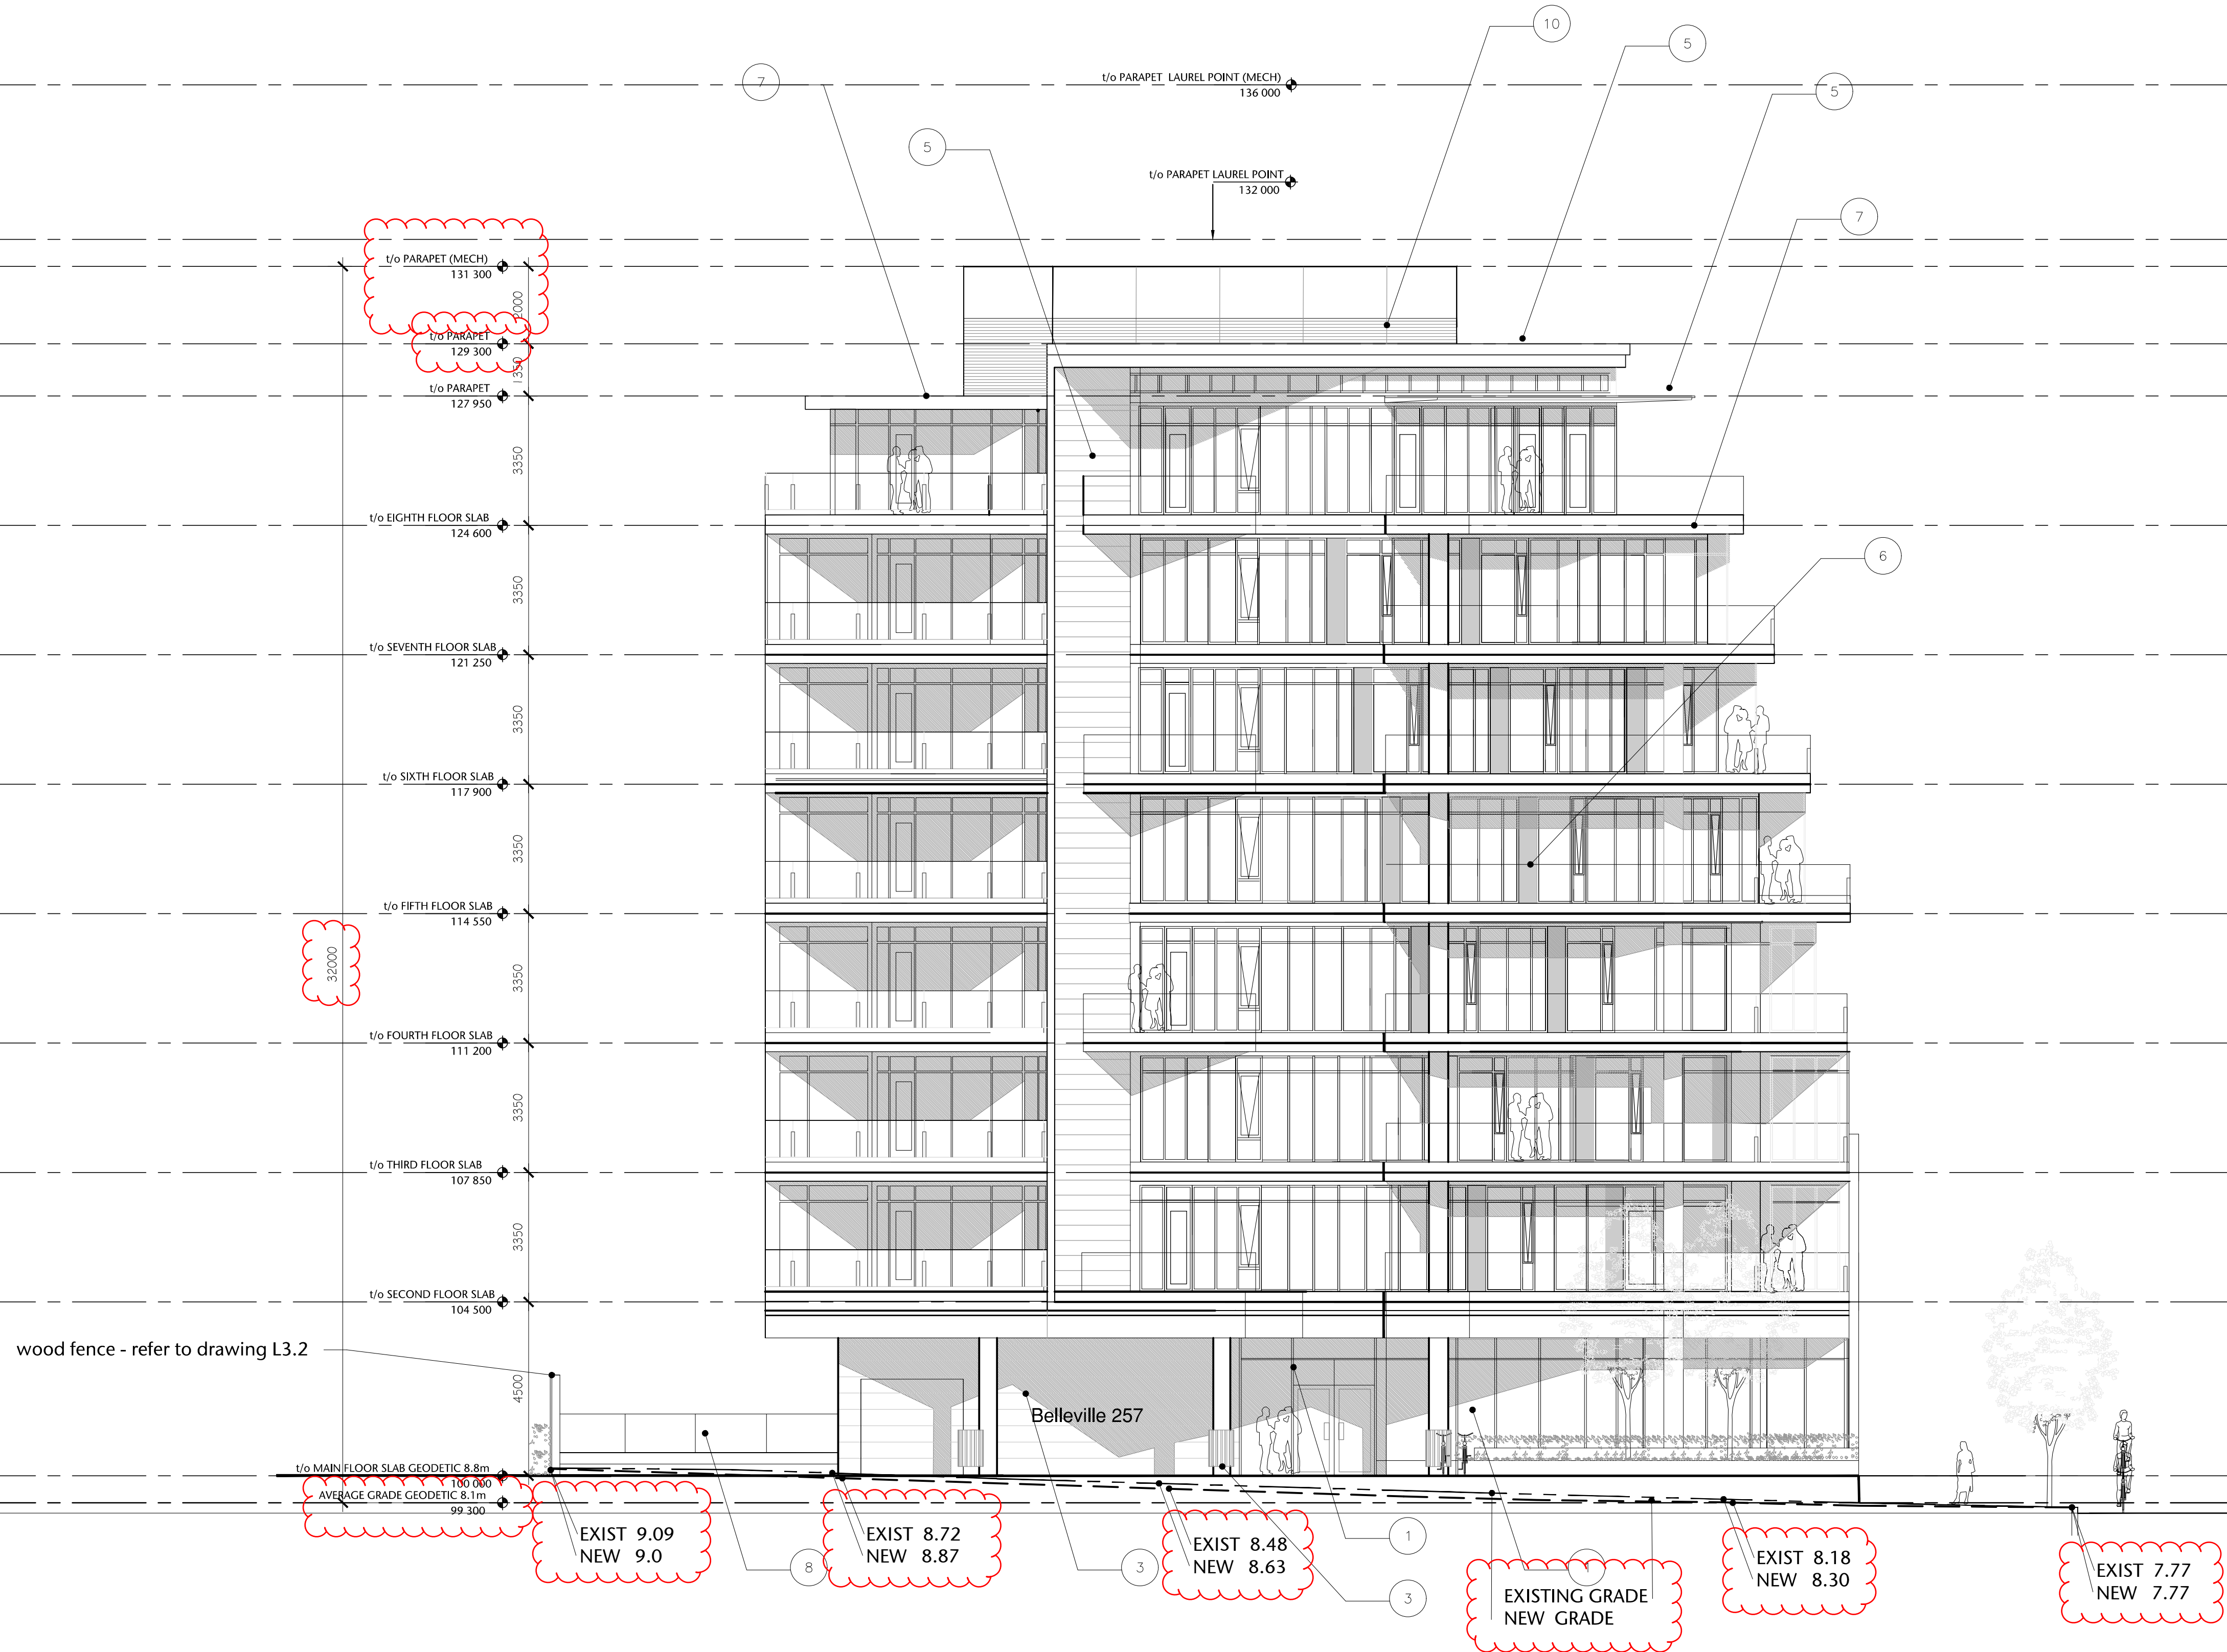 10
5
7
t/o PARAPET LAUREL POINT (MECH)
136 000
5
5
t/o PARAPET LAUREL POINT
132 000
7
t/o PARAPET (MECH)
131 300
2000
t/o PARAPET
129 300
1350
t/o PARAPET
127 950
3350
t/o EIGHTH FLOOR SLAB
124 600
6
3350
t/o SEVENTH FLOOR SLAB
121 250
3350
t/o SIXTH FLOOR SLAB
117 900
3350
t/o FIFTH FLOOR SLAB
114 550
32000
3350
t/o FOURTH FLOOR SLAB
111 200
3350
t/o THIRD FLOOR SLAB
107 850
3350
t/o SECOND FLOOR SLAB
104 500
wood fence - refer to drawing L3.2
4500
Belleville 257
t/o MAIN FLOOR SLAB GEODETIC 8.8m
100 000
AVERAGE GRADE GEODETIC 8.1m
99 300
EXIST 9.09
NEW 9.0
EXIST 8.72
NEW 8.87
EXIST 8.48
NEW 8.63
1
EXIST 8.18
NEW 8.30
EXIST 7.77
NEW 7.77
8
3
3
EXISTING GRADE
NEW GRADE